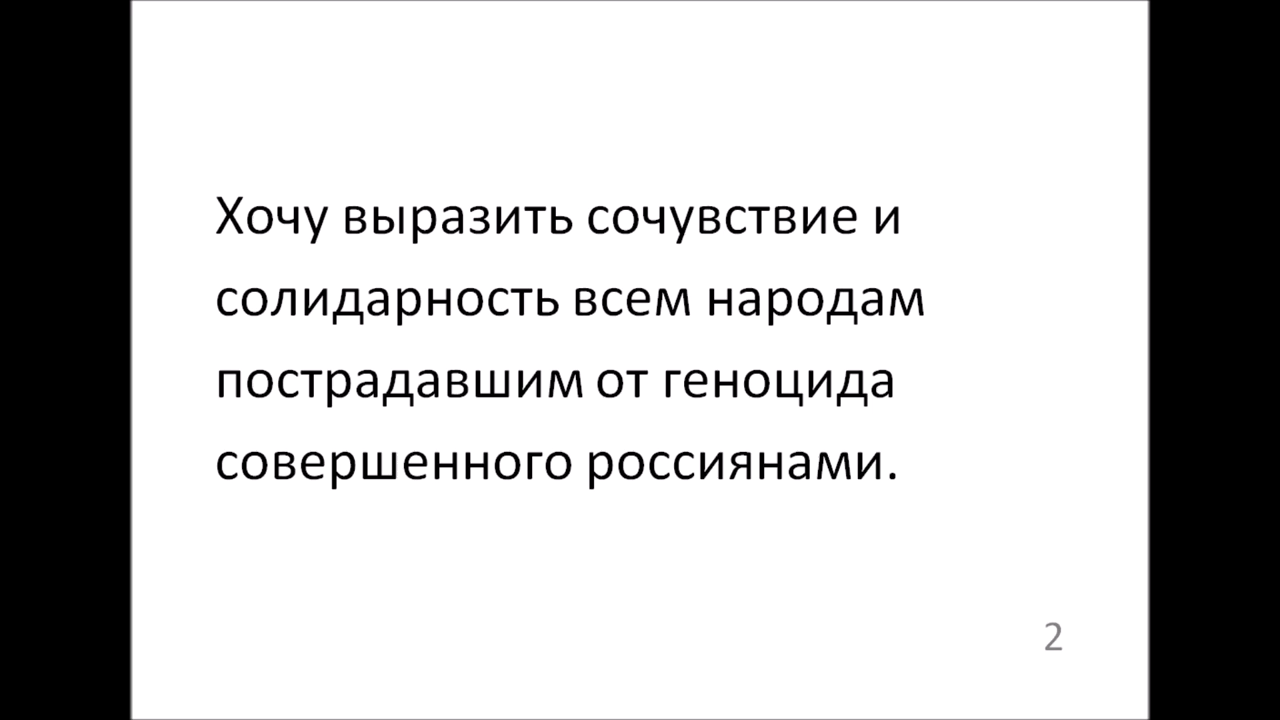 Хочу выразить сочувствие и
солидарность всем народам
пострадавшим от геноцида
совершенного россиянами.
2